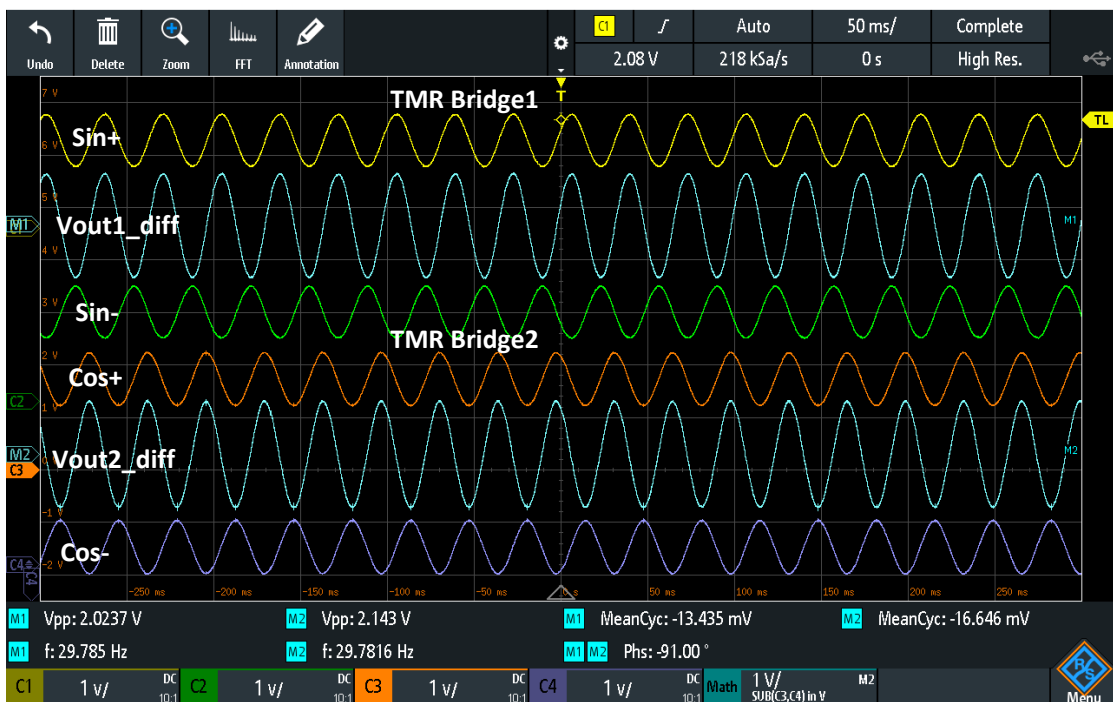 C1 Auto 50 ms/ Complete
Undo Delete Zoom FFT Annotation 2.08 V 218 kSa/s 0 s High Res.
7 V TMR Bridge1 T
TL
Sin+
6 V
5 V
M1 Vout1_diff M1
4 V
3 V Sin-
TMR Bridge2
2 V
Cos+
C2 1 V
M2 Vout2_diff M2
C3 0
-1 V
Cos-
C4 -2 V
C4
-250 ms -200 ms -150 ms -100 ms -50 ms 0 s 50 ms 100 ms 150 ms 200 ms 250 ms
M1 Vpp: 2.0237 V M2 Vpp: 2.143 V M1 MeanCyc: -13.435 mV M2 MeanCyc: -16.646 mV
M1 f: 29.785 Hz M2 f: 29.7816 Hz M1 M2 Phs: -91.00 °
C1 1 V/ DC 10:1 C2 1 V/ DC 10:1 C3 1 V/ DC 10:1 C4 1 V/ DC 10:1 Math 1 V/ M2
SUB(C3,C4) in V
R&S
Menu